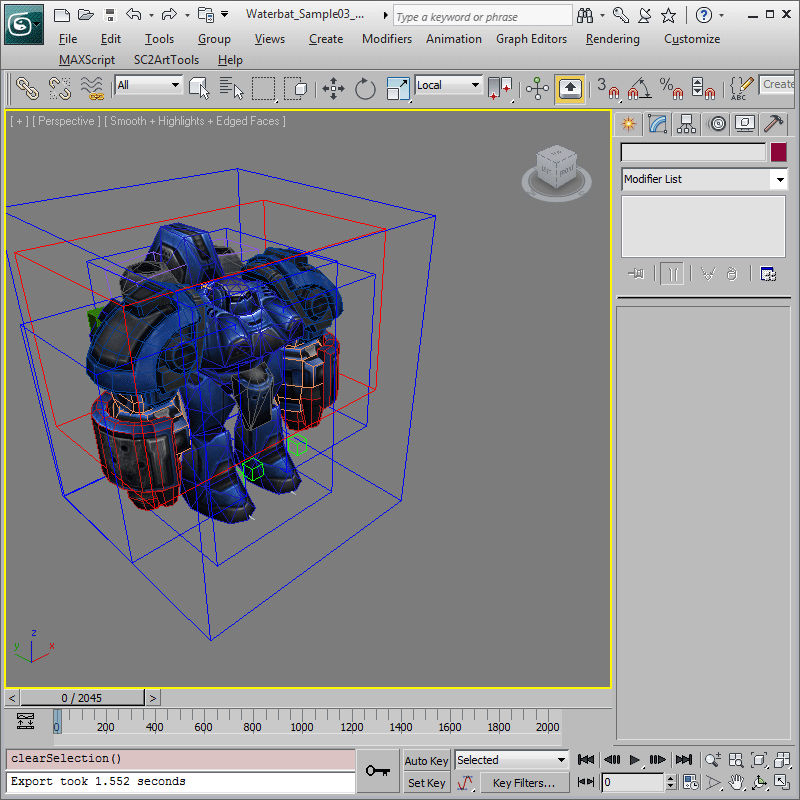 Waterbat_Sample03_...
Type a keyword or phrase
File Edit Tools Group Views Create Modifiers Animation Graph Editors Rendering Customize
MAXScript SC2ArtTools Help
All
Local
3
%
ABC
Create
[ + ] [ Perspective ] [ Smooth + Highlights + Edged Faces ]
Modifier List
z
y
x
< 0 / 2045 >
0 200 400 600 800 1000 1200 1400 1600 1800 2000
clearSelection()
Export took 1.552 seconds
Auto Key
Selected
Set Key
Key Filters...
0